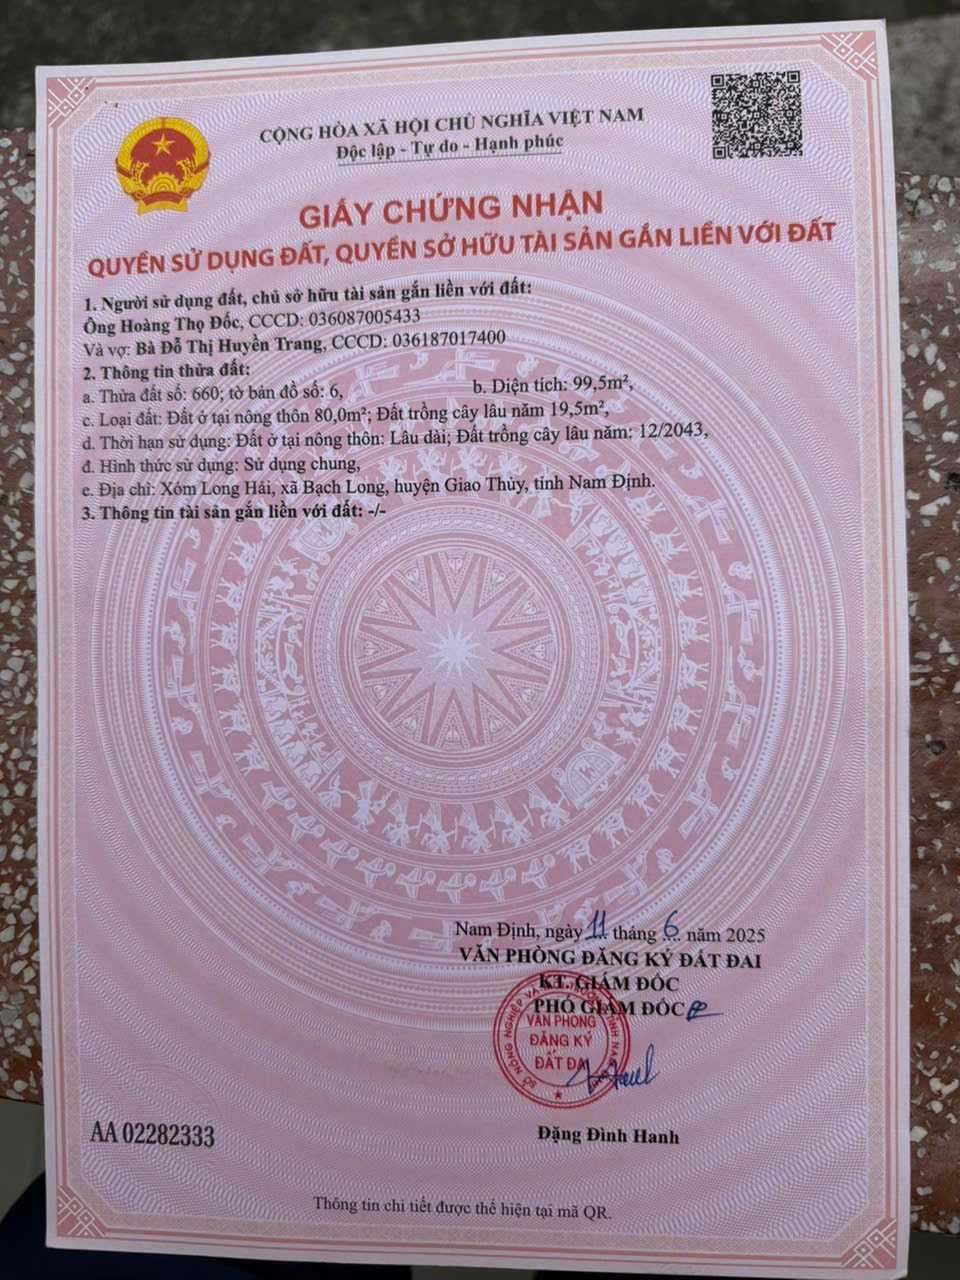 CỘNG HÒA XÃ HỘI CHỦ NGHĨA VIỆT NAM
Độc lập - Tự do - Hạnh phúc
GIẤY CHỨNG NHẬN
QUYỀN SỬ DỤNG ĐẤT, QUYỀN SỞ HỮU TÀI SẢN GẮN LIỀN VỚI ĐẤT
1. Người sử dụng đất, chủ sở hữu tài sản gắn liền với đất:
Ông Hoàng Thọ Đốc, CCCD: 036087005433
Và vợ: Bà Đỗ Thị Huyền Trang, CCCD: 036187017400
2. Thông tin thửa đất:
a. Thửa đất số: 660; tờ bản đồ số: 6, b. Diện tích: 99,5m²,
c. Loại đất: Đất ở tại nông thôn 80,0m²; Đất trồng cây lâu năm 19,5m²,
d. Thời hạn sử dụng: Đất ở tại nông thôn: Lâu dài; Đất trồng cây lâu năm: 12/2043,
đ. Hình thức sử dụng: Sử dụng chung,
e. Địa chỉ: Xóm Long Hải, xã Bạch Long, huyện Giao Thủy, tỉnh Nam Định.
3. Thông tin tài sản gắn liền với đất: -/-
Nam Định, ngày 11 tháng 6 năm 2025
VĂN PHÒNG ĐĂNG KÝ ĐẤT ĐAI
KT. GIÁM ĐỐC
PHÓ GIÁM ĐỐC
VĂN PHÒNG
ĐĂNG KÝ
ĐẤT ĐAI
Đặng Đình Hanh
AA 02282333
Thông tin chi tiết được thể hiện tại mã QR.